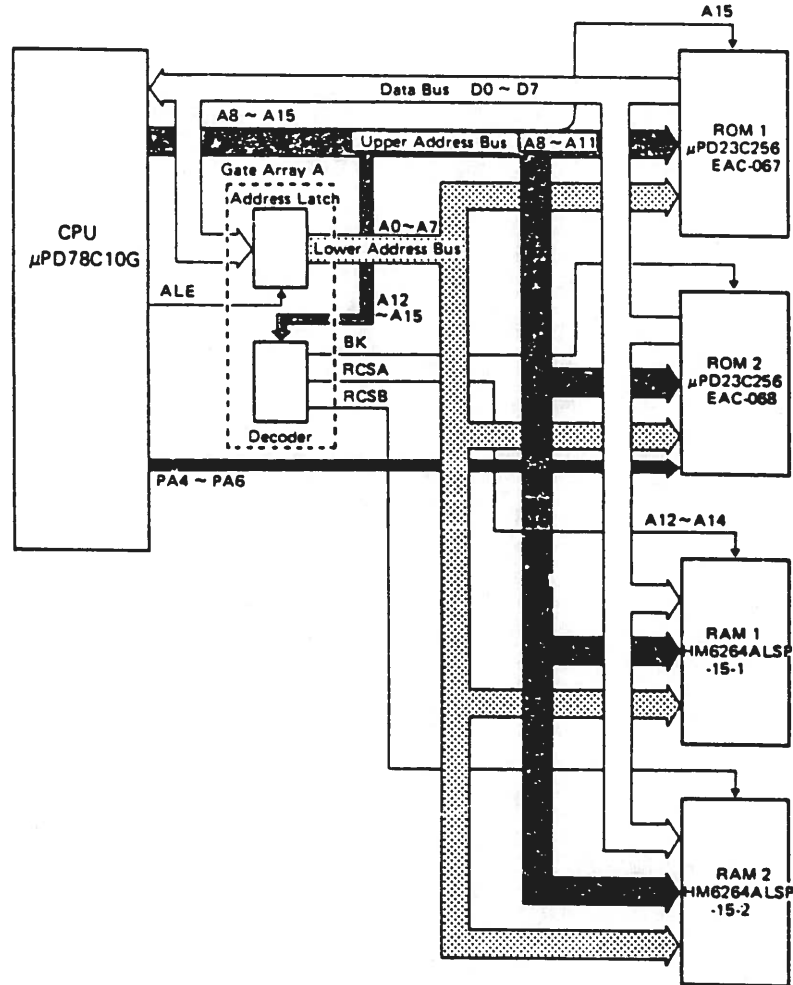 A15
Data Bus D0 ~ D7
A8 ~ A15
Upper Address Bus
A8 ~ A11
ROM 1
μPD23C256
EAC-067
Gate Array A
Address Latch
CPU
μPD78C10G
A0~A7
Lower Address Bus
ALE
A12
~A15
BK
RCSA
RCSB
Decoder
ROM 2
μPD23C256
EAC-068
PA4 ~ PA6
A12~A14
RAM 1
HM6264ALSP
-15-1
RAM 2
HM6264ALSP
-15-2